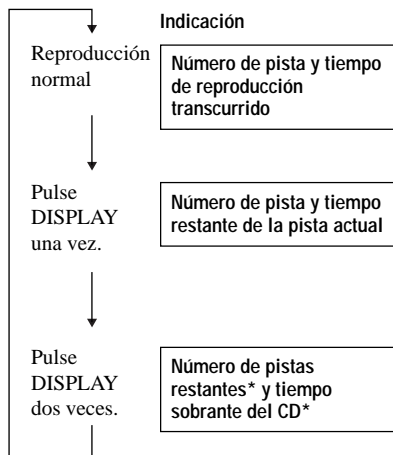 Indicación
Reproducción
normal
Número de pista y tiempo
de reproducción
transcurrido
Pulse
DISPLAY
una vez.
Número de pista y tiempo
restante de la pista actual
Pulse
DISPLAY
dos veces.
Número de pistas
restantes* y tiempo
sobrante del CD*